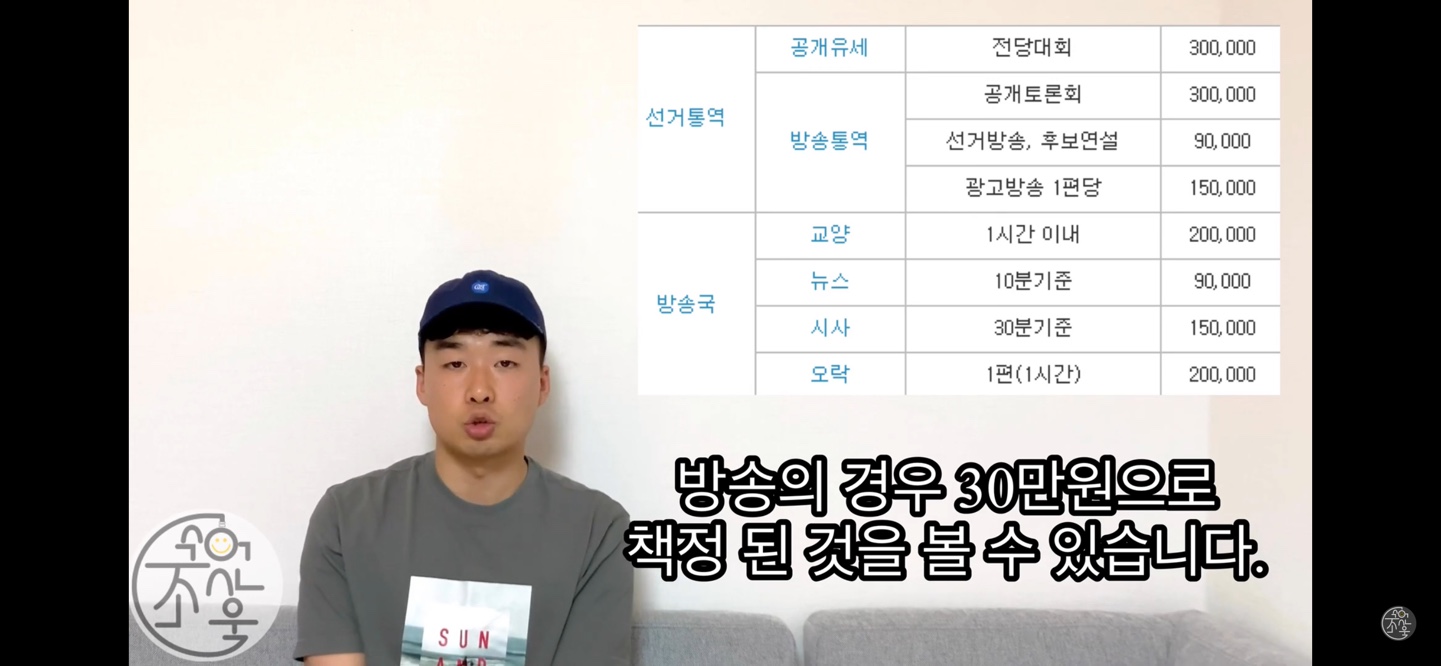 선거통역 공개유세 전당대회 300,000
방송통역 공개토론회 300,000
선거방송, 후보연설 90,000
광고방송 1편당 150,000
방송국 교양 1시간 이내 200,000
뉴스 10분기준 90,000
시사 30분기준 150,000
오락 1편(1시간) 200,000
방송의 경우 30만원으로
책정 된 것을 볼 수 있습니다.
SUN